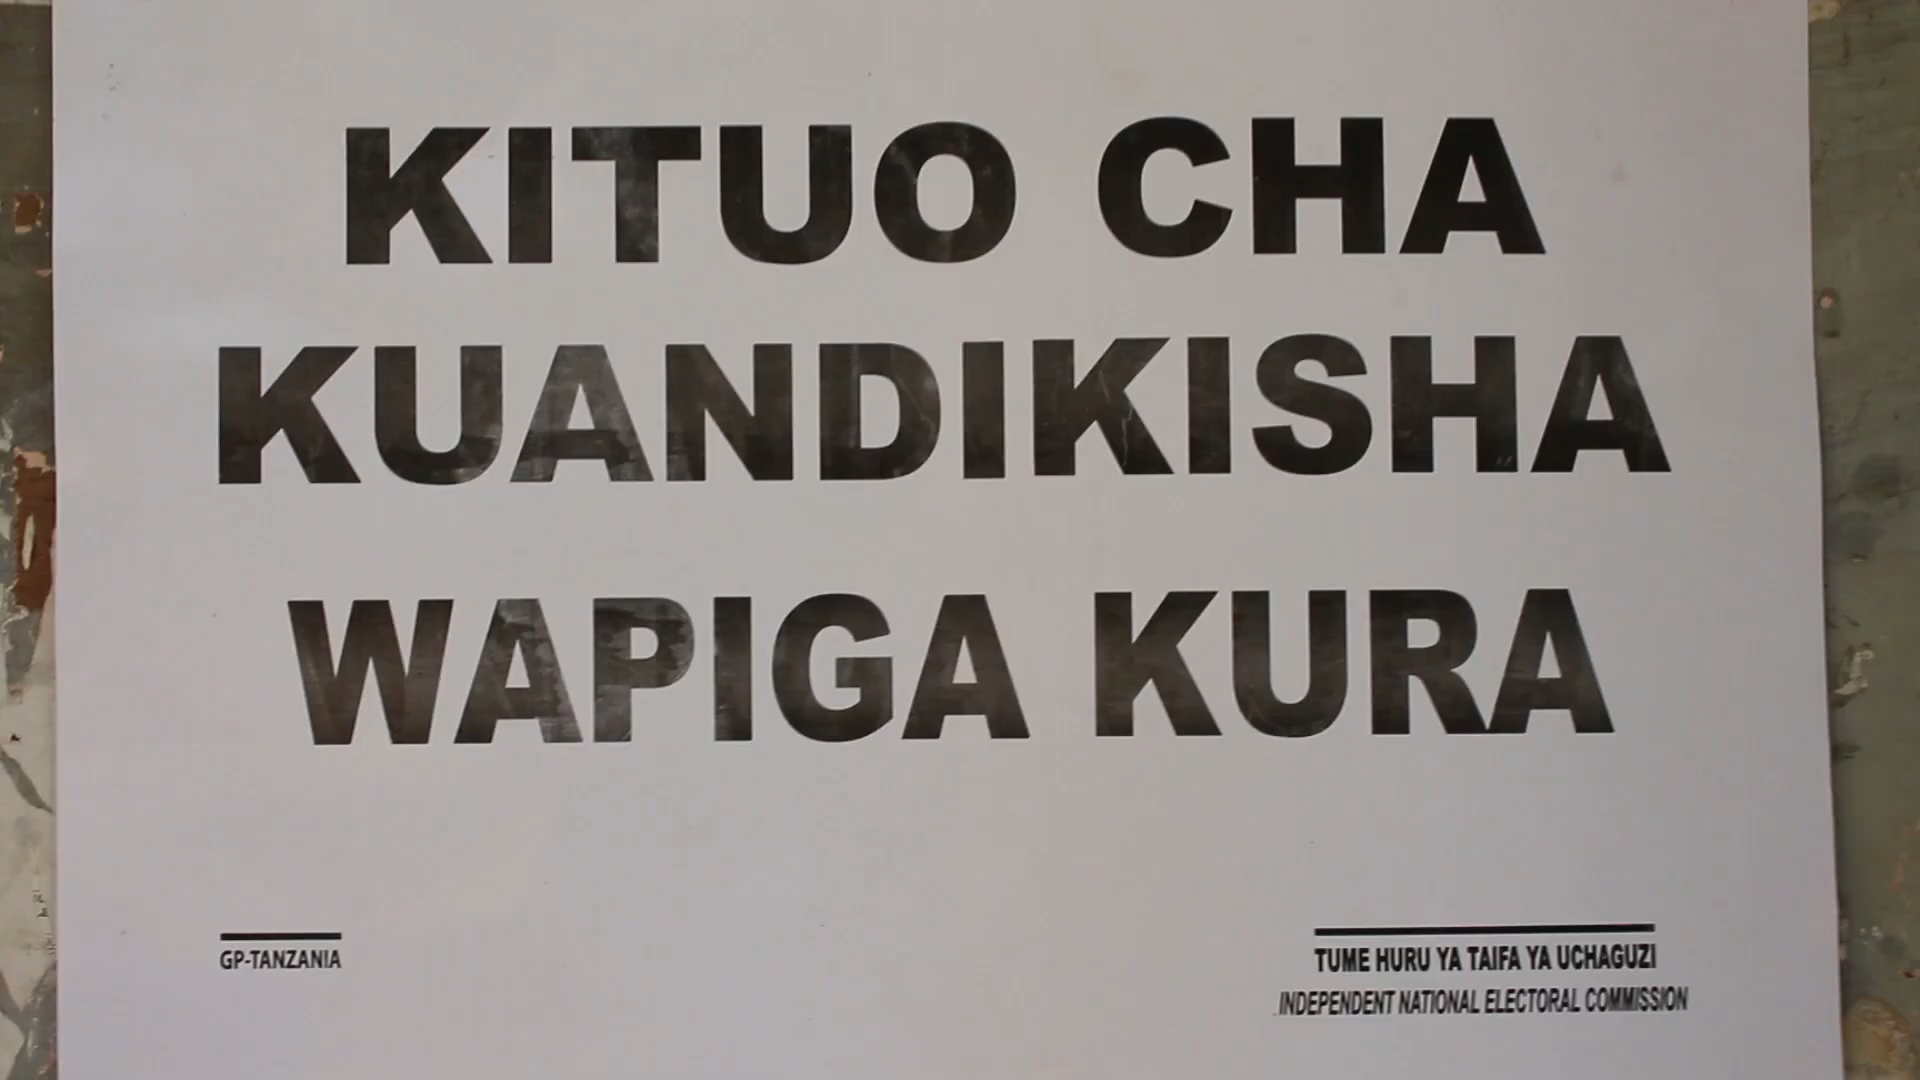 KITUO CHA
KUANDIKISHA
WAPIGA KURA
GP-TANZANIA
TUME HURU YA TAIFA YA UCHAGUZI
INDEPENDENT NATIONAL ELECTORAL COMMISSION